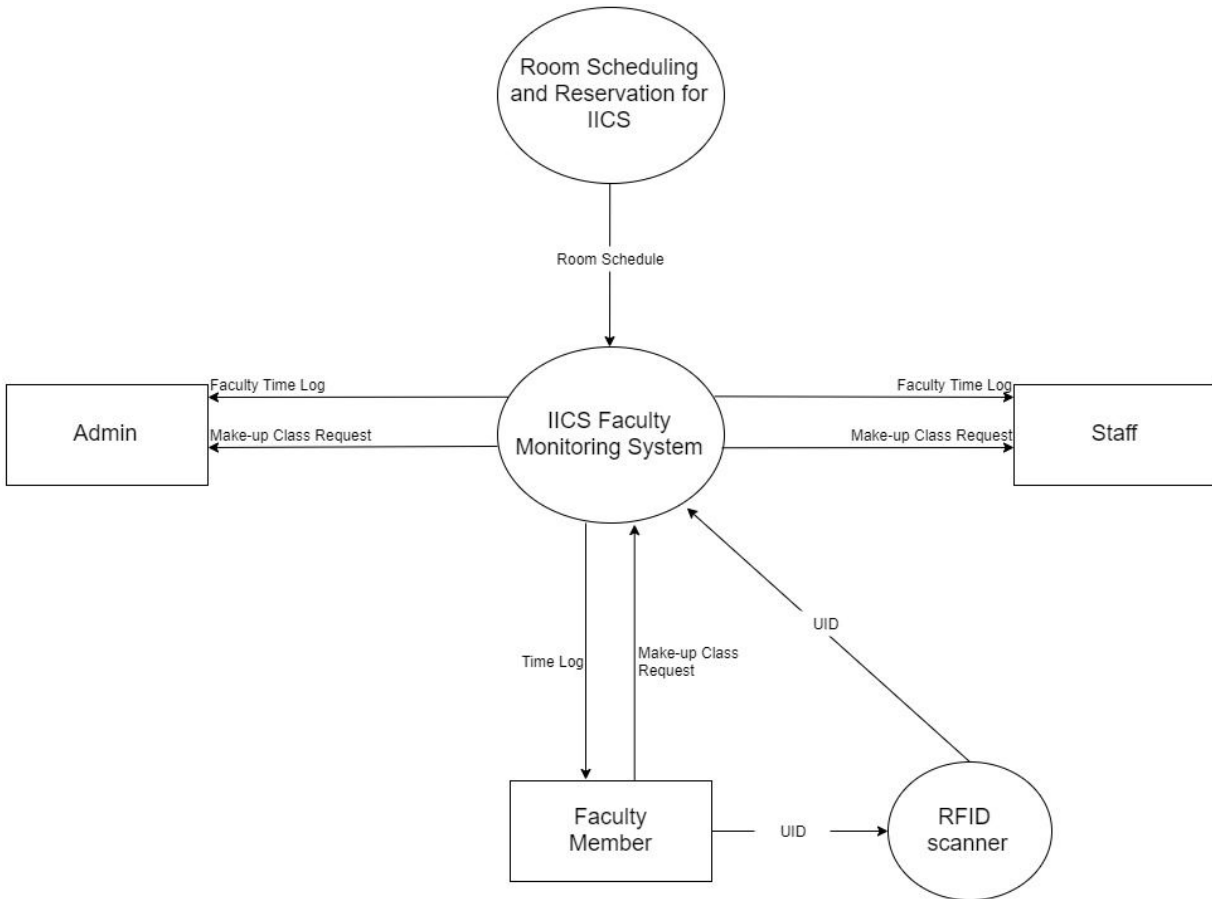 Room Scheduling
and Reservation for
IICS
Room Schedule
Faculty Time Log
Faculty Time Log
Admin
IICS Faculty
Monitoring System
Staff
Make-up Class Request
Make-up Class Request
UID
Time Log
Make-up Class
Request
Faculty
Member
UID
RFID
scanner